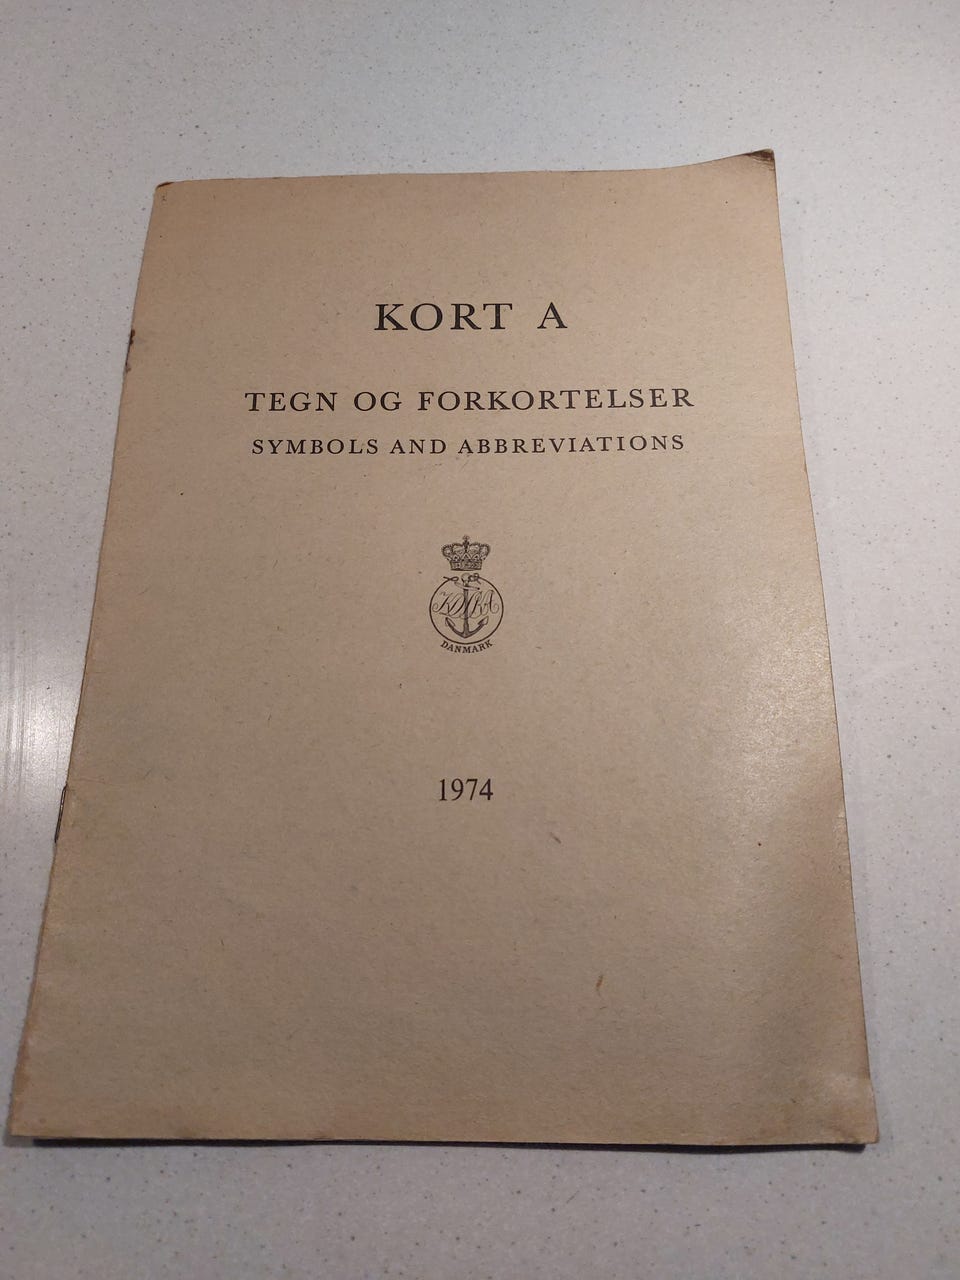 KORT A
TEGN OG FORKORTELSER
SYMBOLS AND ABBREVIATIONS
DANMARK
1974